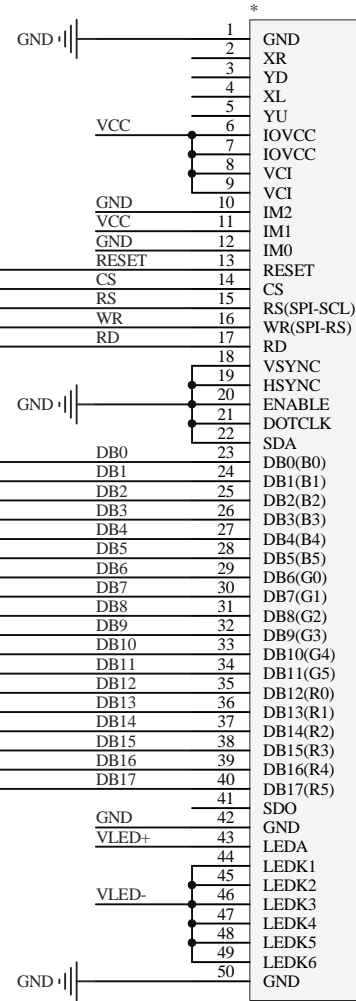 *
GND 1 GND
2 XR
3 YD
4 XL
5 YU
VCC 6 IOVCC
7 IOVCC
8 VCI
9 VCI
GND 10 IM2
VCC 11 IM1
GND 12 IM0
RESET 13 RESET
CS 14 CS
RS 15 RS(SPI-SCL)
WR 16 WR(SPI-RS)
RD 17 RD
18 VSYNC
19 HSYNC
GND 20 ENABLE
21 DOTCLK
22 SDA
DB0 23 DB0(B0)
DB1 24 DB1(B1)
DB2 25 DB2(B2)
DB3 26 DB3(B3)
DB4 27 DB4(B4)
DB5 28 DB5(B5)
DB6 29 DB6(G0)
DB7 30 DB7(G1)
DB8 31 DB8(G2)
DB9 32 DB9(G3)
DB10 33 DB10(G4)
DB11 34 DB11(G5)
DB12 35 DB12(R0)
DB13 36 DB13(R1)
DB14 37 DB14(R2)
DB15 38 DB15(R3)
DB16 39 DB16(R4)
DB17 40 DB17(R5)
41 SDO
GND 42 GND
VLED+ 43 LEDA
44 LEDK1
45 LEDK2
VLED- 46 LEDK3
47 LEDK4
48 LEDK5
49 LEDK6
GND 50 GND